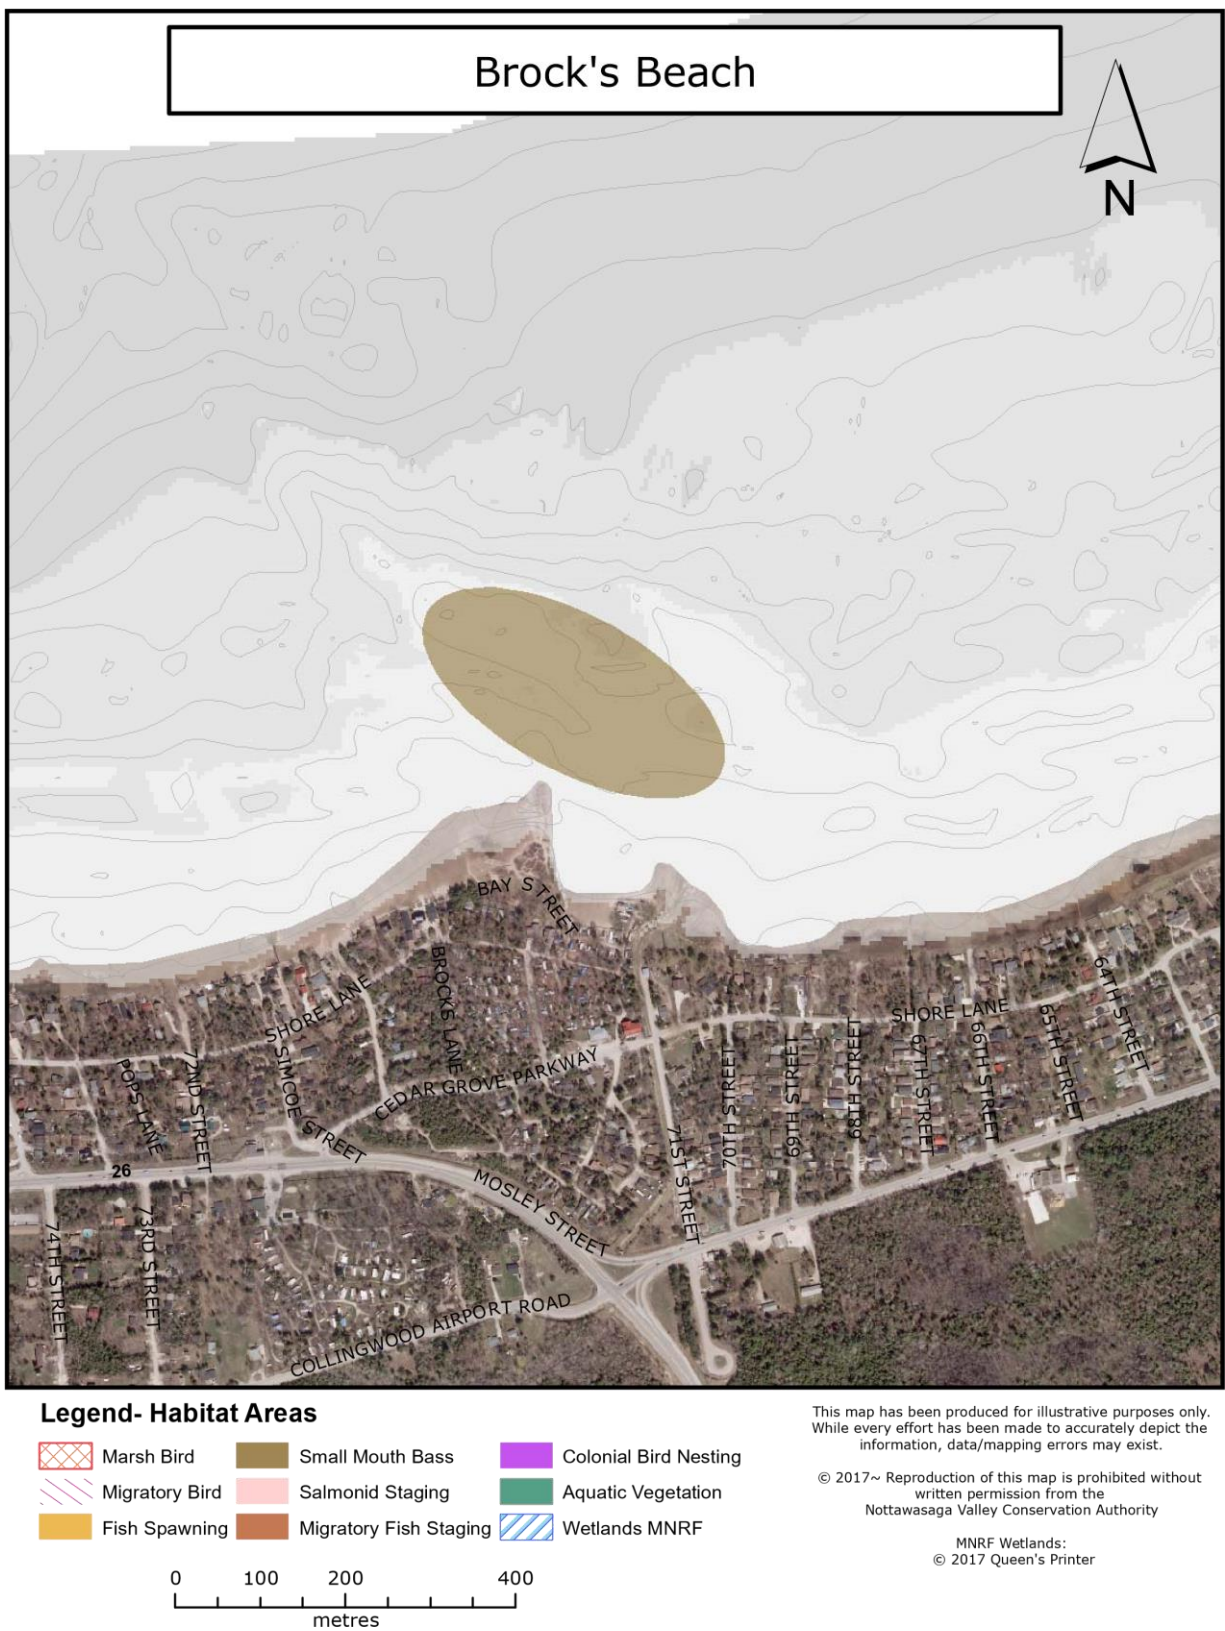 Brock's Beach
N
BAY STREET
BROCKS LANE
SHORE LANE
SHORE LANE
64TH STREET
65TH STREET
66TH STREET
67TH STREET
68TH STREET
69TH STREET
70TH STREET
71ST STREET
CEDAR GROVE PARKWAY
SIMCOE STREET
72ND STREET
POPS LANE
26
MOSLEY STREET
73RD STREET
74TH STREET
COLLINGWOOD AIRPORT ROAD
Legend- Habitat Areas
Marsh Bird
Migratory Bird
Fish Spawning
Small Mouth Bass
Salmonid Staging
Migratory Fish Staging
Colonial Bird Nesting
Aquatic Vegetation
Wetlands MNRF
0 100 200 400
metres
This map has been produced for illustrative purposes only.
While every effort has been made to accurately depict the
information, data/mapping errors may exist.
© 2017~ Reproduction of this map is prohibited without
written permission from the
Nottawasaga Valley Conservation Authority
MNRF Wetlands:
© 2017 Queen's Printer